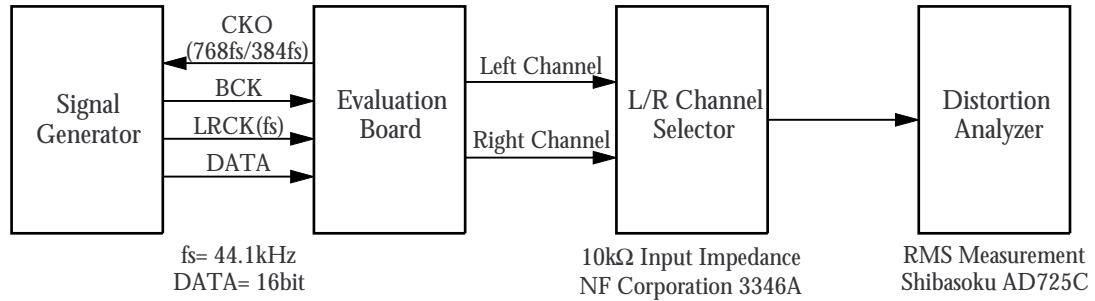 CKO
(768fs/384fs)
BCK
LRCK(fs)
DATA
Signal
Generator
Evaluation
Board
Left Channel
Right Channel
L/R Channel
Selector
Distortion
Analyzer
fs= 44.1kHz
DATA= 16bit
10kΩ Input Impedance
NF Corporation 3346A
RMS Measurement
Shibasoku AD725C